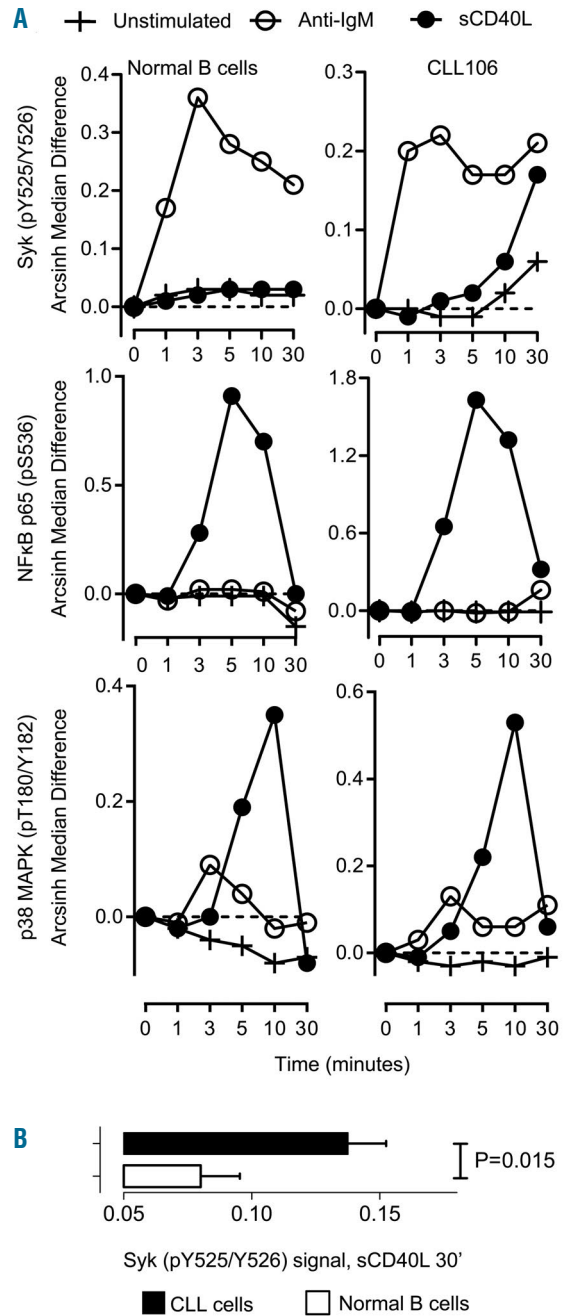 A
Unstimulated Anti-IgM sCD40L
Normal B cells CLL106
Syk (pY525/Y526)
Arcsinh Median Difference
0.4
0.3
0.2
0.1
0.0
0 1 3 5 10 30
0.3
0.2
0.1
0.0
0 1 3 5 10 30
NFκB p65 (pS536)
Arcsinh Median Difference
1.0
0.5
0.0
0 1 3 5 10 30
1.8
1.2
0.6
0.0
0 1 3 5 10 30
p38 MAPK (pT180/Y182)
Arcsinh Median Difference
0.4
0.2
0.0
0 1 3 5 10 30
0.6
0.4
0.2
0.0
0 1 3 5 10 30
Time (minutes)
B
P=0.015
0.05 0.10 0.15
Syk (pY525/Y526) signal, sCD40L 30’
CLL cells Normal B cells